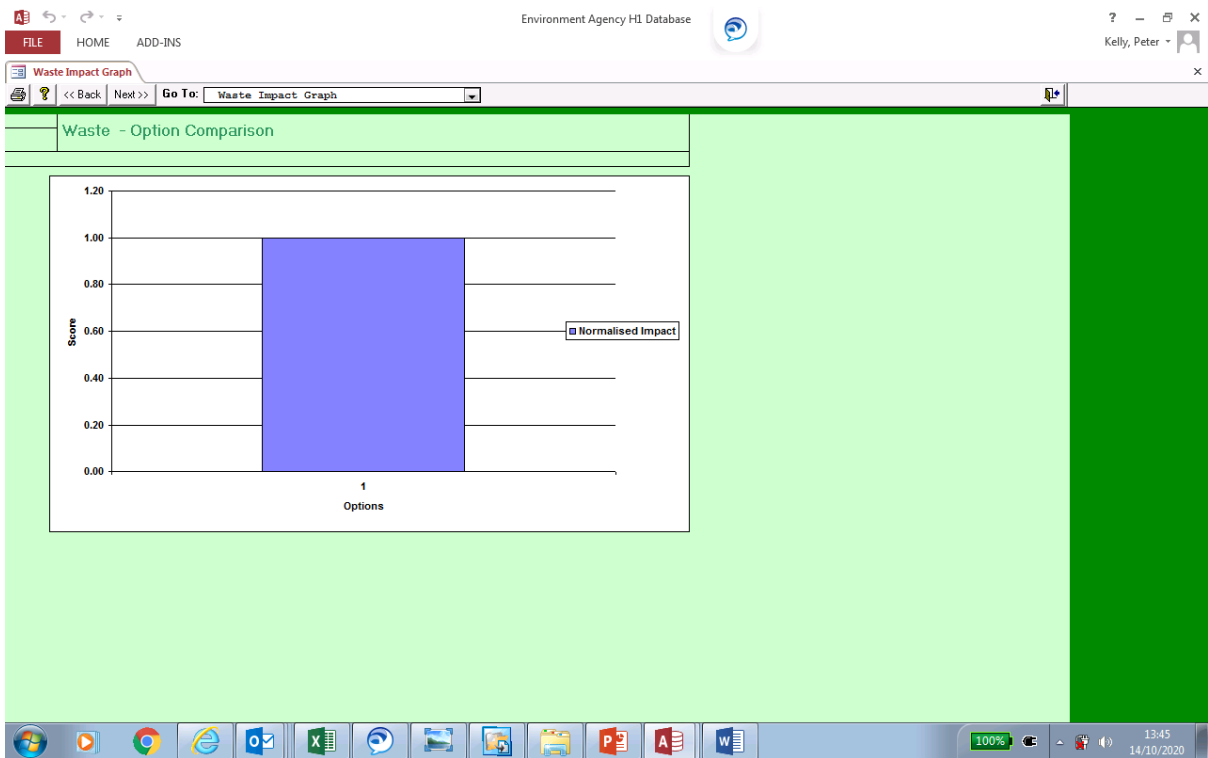 Environment Agency H1 Database
?
FILE HOME ADD-INS
Kelly, Peter
Waste Impact Graph
<< Back Next >> Go To: Waste Impact Graph
Waste - Option Comparison
1.20
1.00
0.80
0.60
0.40
0.20
0.00
Score
1
Options
Normalised Impact
100%
13:45
14/10/2020